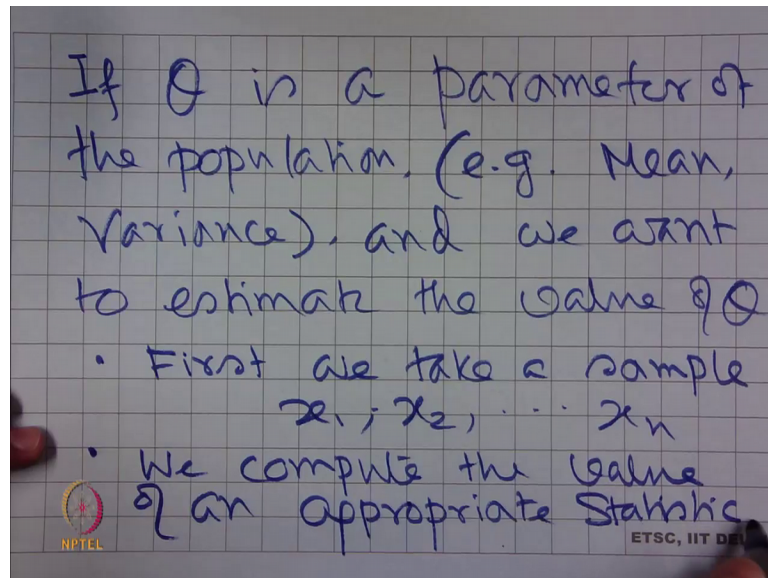 If θ is a parameter of
the population. (e.g. Mean,
Variance). and we want
to estimate the value of θ
• First we take a sample
x₁, x₂, ... xₙ
• We compute the value
of an appropriate Statistic
NPTEL
ETSC, IIT DE